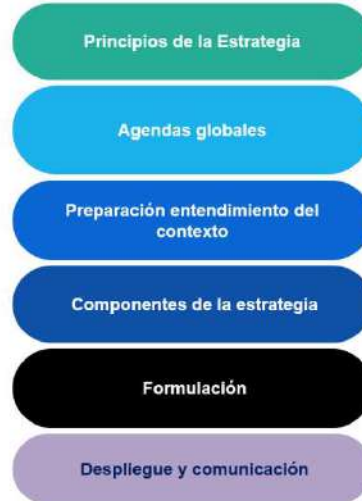 Principios de la Estrategia
Agendas globales
Preparación entendimiento del
contexto
Componentes de la estrategia
Formulación
Despliegue y comunicación